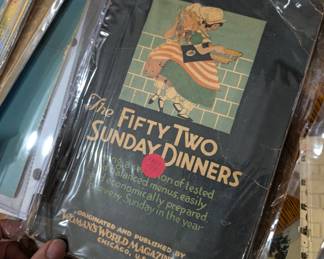 The FIFTY TWO
SUNDAY DINNERS
of tested
balanced menus, easily
economically prepared
every Sunday in the year
ORIGINATED AND PUBLISHED BY
WOMAN'S WORLD MAGAZINE
CHICAGO, U.